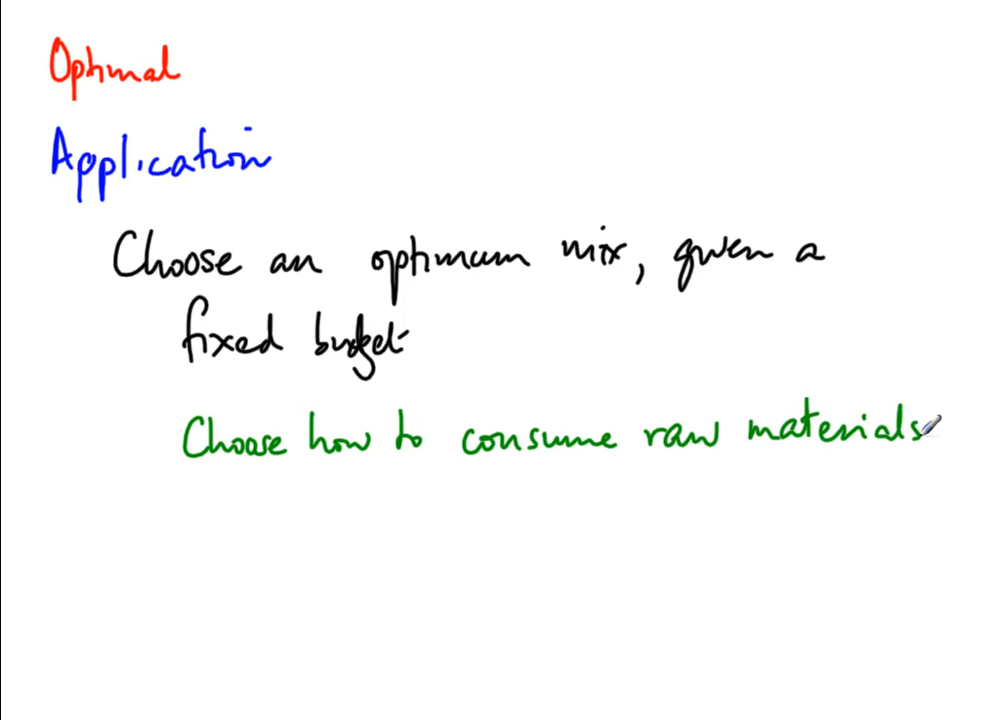 Optimal
Application
Choose an optimum mix, given a
fixed budget
Choose how to consume raw materials